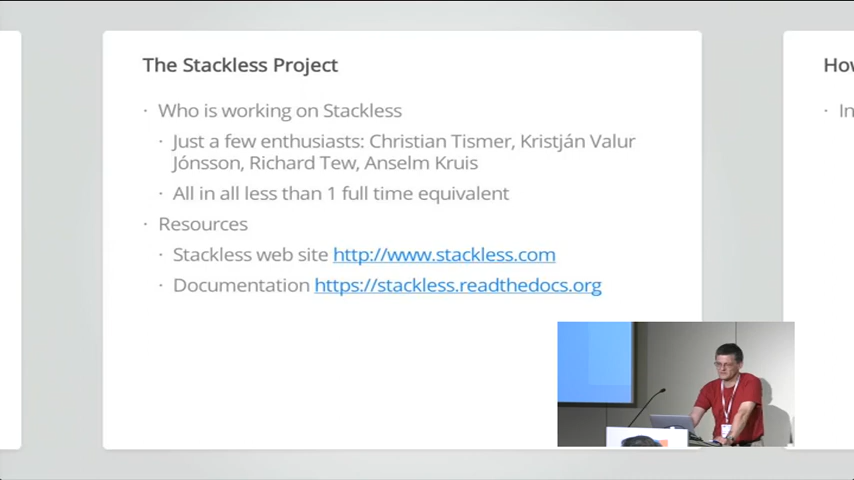 The Stackless Project
· Who is working on Stackless
· Just a few enthusiasts: Christian Tismer, Kristján Valur
Jónsson, Richard Tew, Anselm Kruis
· All in all less than 1 full time equivalent
· Resources
· Stackless web site http://www.stackless.com
· Documentation https://stackless.readthedocs.org
How
· In